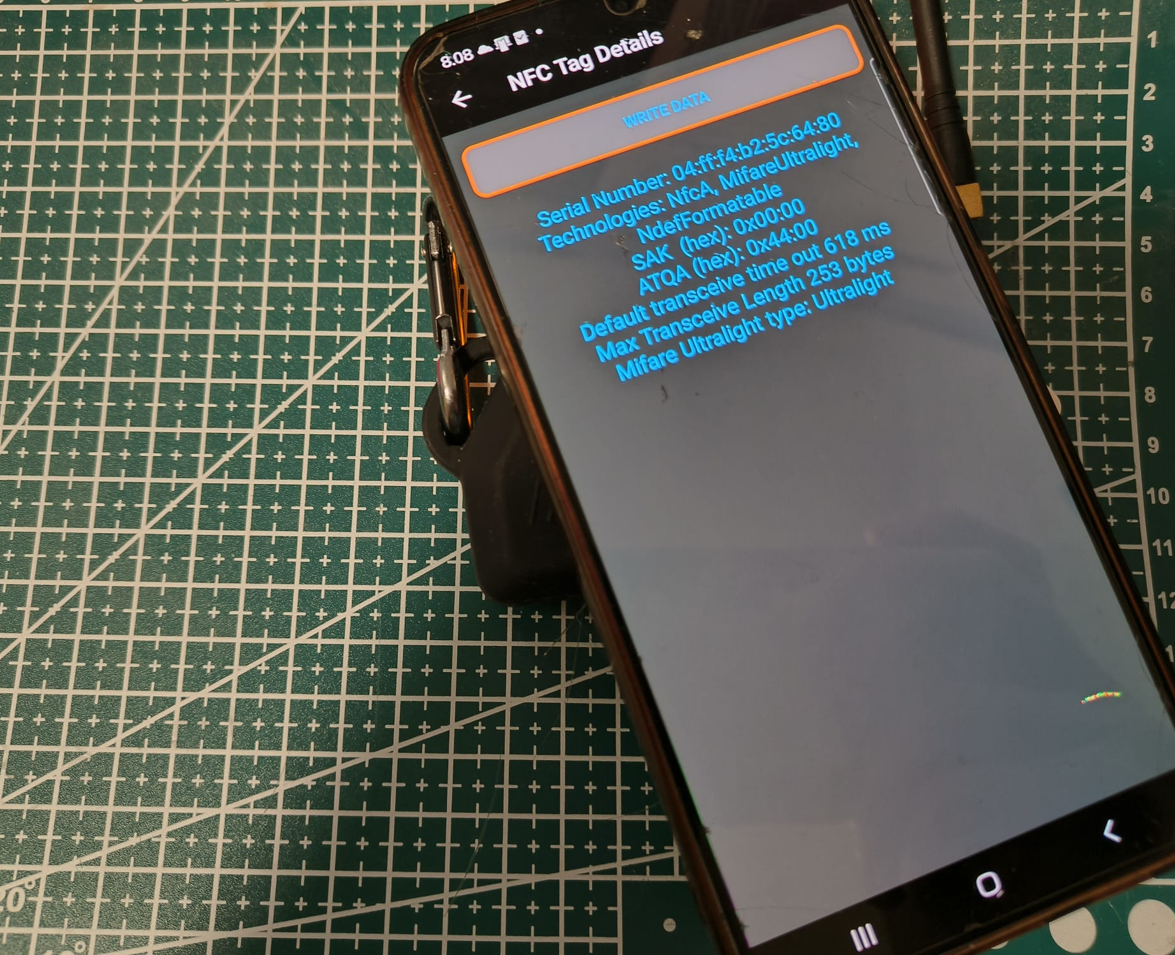 8:08
NFC Tag Details
WRITE DATA
Serial Number: 04:ff:f4:b2:5c:64:80
Technologies: NfcA, MifareUltralight,
NdefFormatable
SAK (hex): 0x00:00
ATQA (hex): 0x44:00
Default transceive time out 618 ms
Max Transceive Length 253 bytes
Mifare Ultralight type: Ultralight
1
2
3
4
5
6
7
8
9
10
11